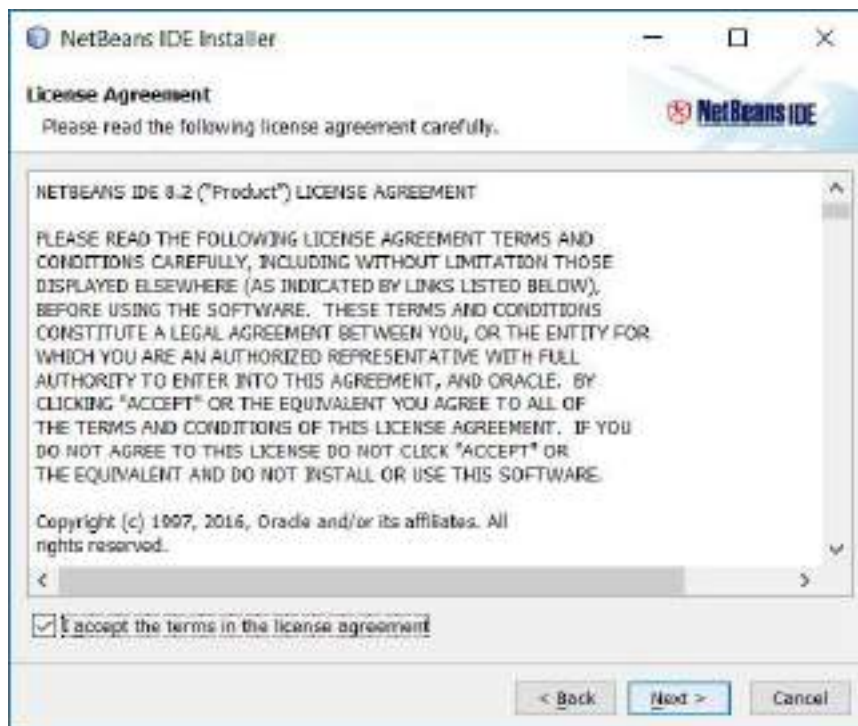 NetBeans IDE Installer
License Agreement
Please read the following license agreement carefully.
NetBeans IDE
NETBEANS IDE 8.2 ("Product") LICENSE AGREEMENT
PLEASE READ THE FOLLOWING LICENSE AGREEMENT TERMS AND
CONDITIONS CAREFULLY, INCLUDING WITHOUT LIMITATION THOSE
DISPLAYED ELSEWHERE (AS INDICATED BY LINKS LISTED BELOW),
BEFORE USING THE SOFTWARE. THESE TERMS AND CONDITIONS
CONSTITUTE A LEGAL AGREEMENT BETWEEN YOU, OR THE ENTITY FOR
WHICH YOU ARE AN AUTHORIZED REPRESENTATIVE WITH FULL
AUTHORITY TO ENTER INTO THIS AGREEMENT, AND ORACLE. BY
CLICKING "ACCEPT" OR THE EQUIVALENT YOU AGREE TO ALL OF
THE TERMS AND CONDITIONS OF THIS LICENSE AGREEMENT. IF YOU
DO NOT AGREE TO THIS LICENSE DO NOT CLICK "ACCEPT" OR
THE EQUIVALENT AND DO NOT INSTALL OR USE THIS SOFTWARE.
Copyright (c) 1997, 2016, Oracle and/or its affiliates. All
rights reserved.
I accept the terms in the license agreement
< Back
Next >
Cancel